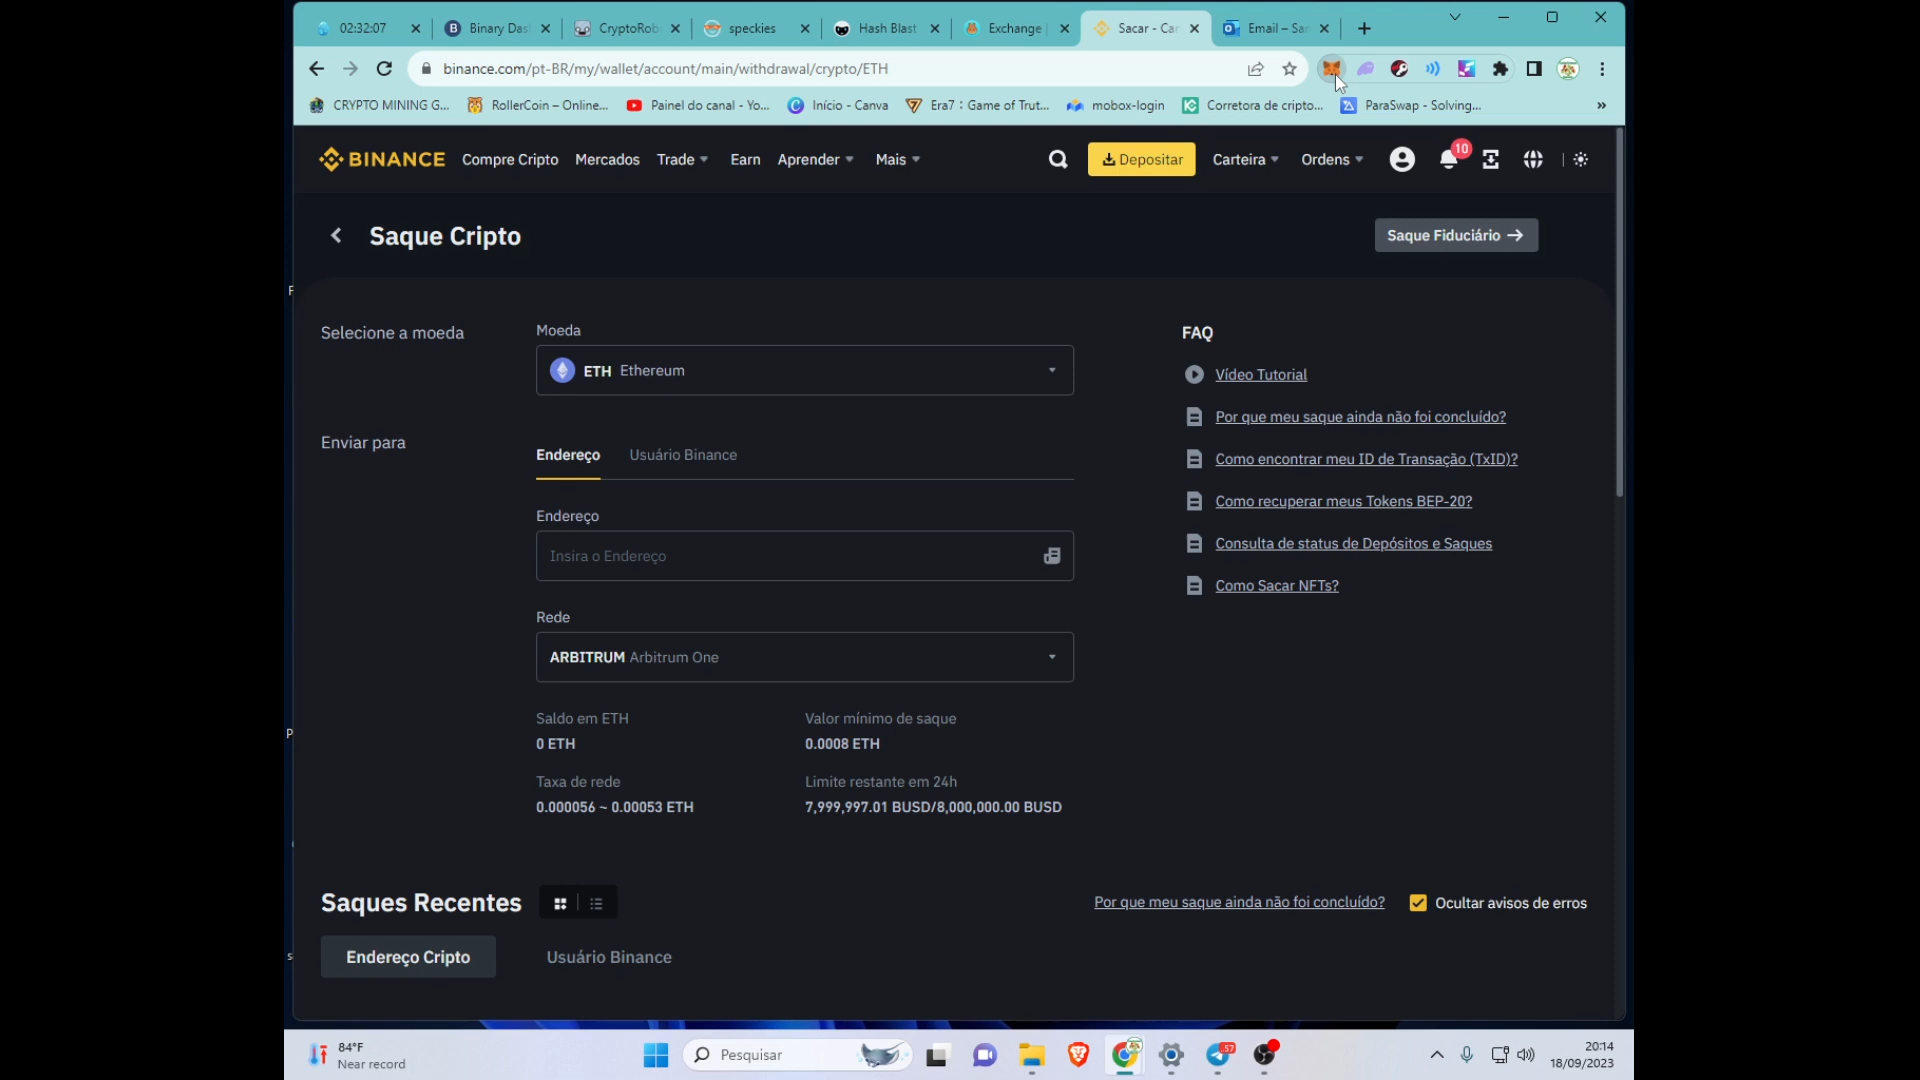 02:32:07
Binary Das
CryptoRob
speckies
Hash Blast
Exchange |
Sacar - Car
Email – Sa
binance.com/pt-BR/my/wallet/account/main/withdrawal/crypto/ETH
CRYPTO MINING G...
RollerCoin – Online...
Painel do canal - Yo...
Início - Canva
Era7 : Game of Trut...
mobox-login
Corretora de cripto...
ParaSwap - Solving...
»
BINANCE
Compre Cripto
Mercados
Trade
Earn
Aprender
Mais
Depositar
Carteira
Ordens
10
Saque Cripto
Saque Fiduciário →
Selecione a moeda
Moeda
ETH Ethereum
Enviar para
Endereço
Usuário Binance
Endereço
Insira o Endereço
Rede
ARBITRUM Arbitrum One
Saldo em ETH
0 ETH
Valor mínimo de saque
0.0008 ETH
Taxa de rede
0.000056 ~ 0.00053 ETH
Limite restante em 24h
7,999,997.01 BUSD/8,000,000.00 BUSD
FAQ
Vídeo Tutorial
Por que meu saque ainda não foi concluído?
Como encontrar meu ID de Transação (TxID)?
Como recuperar meus Tokens BEP-20?
Consulta de status de Depósitos e Saques
Como Sacar NFTs?
Saques Recentes
Por que meu saque ainda não foi concluído?
Ocultar avisos de erros
Endereço Cripto
Usuário Binance
84°F
Near record
Pesquisar
57
20:14
18/09/2023